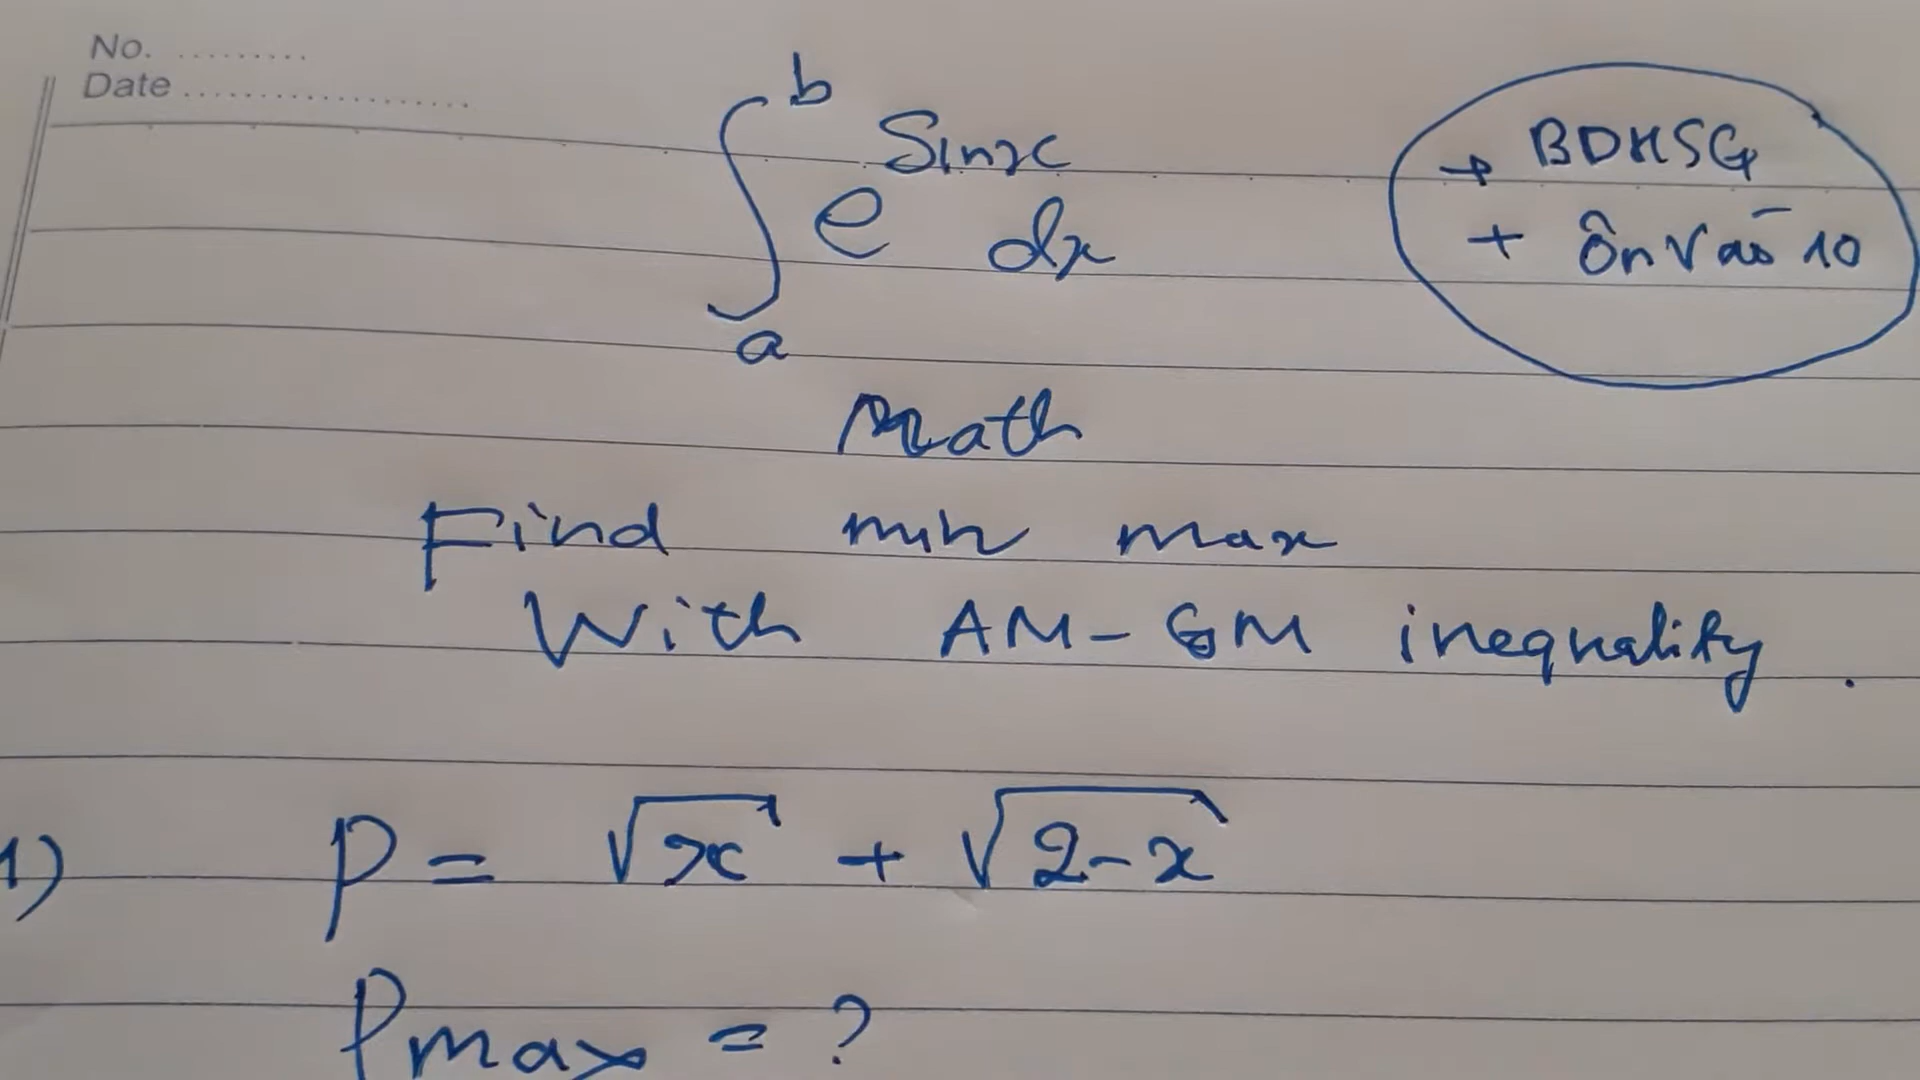 No. .........
Date ...................
∫ₐᵇ e^Sinx dx
→ BDHSG
+ Ôn Vào 10
Math
Find min max
With AM-GM inequality.
1) P = √x + √2-x
Pmax = ?